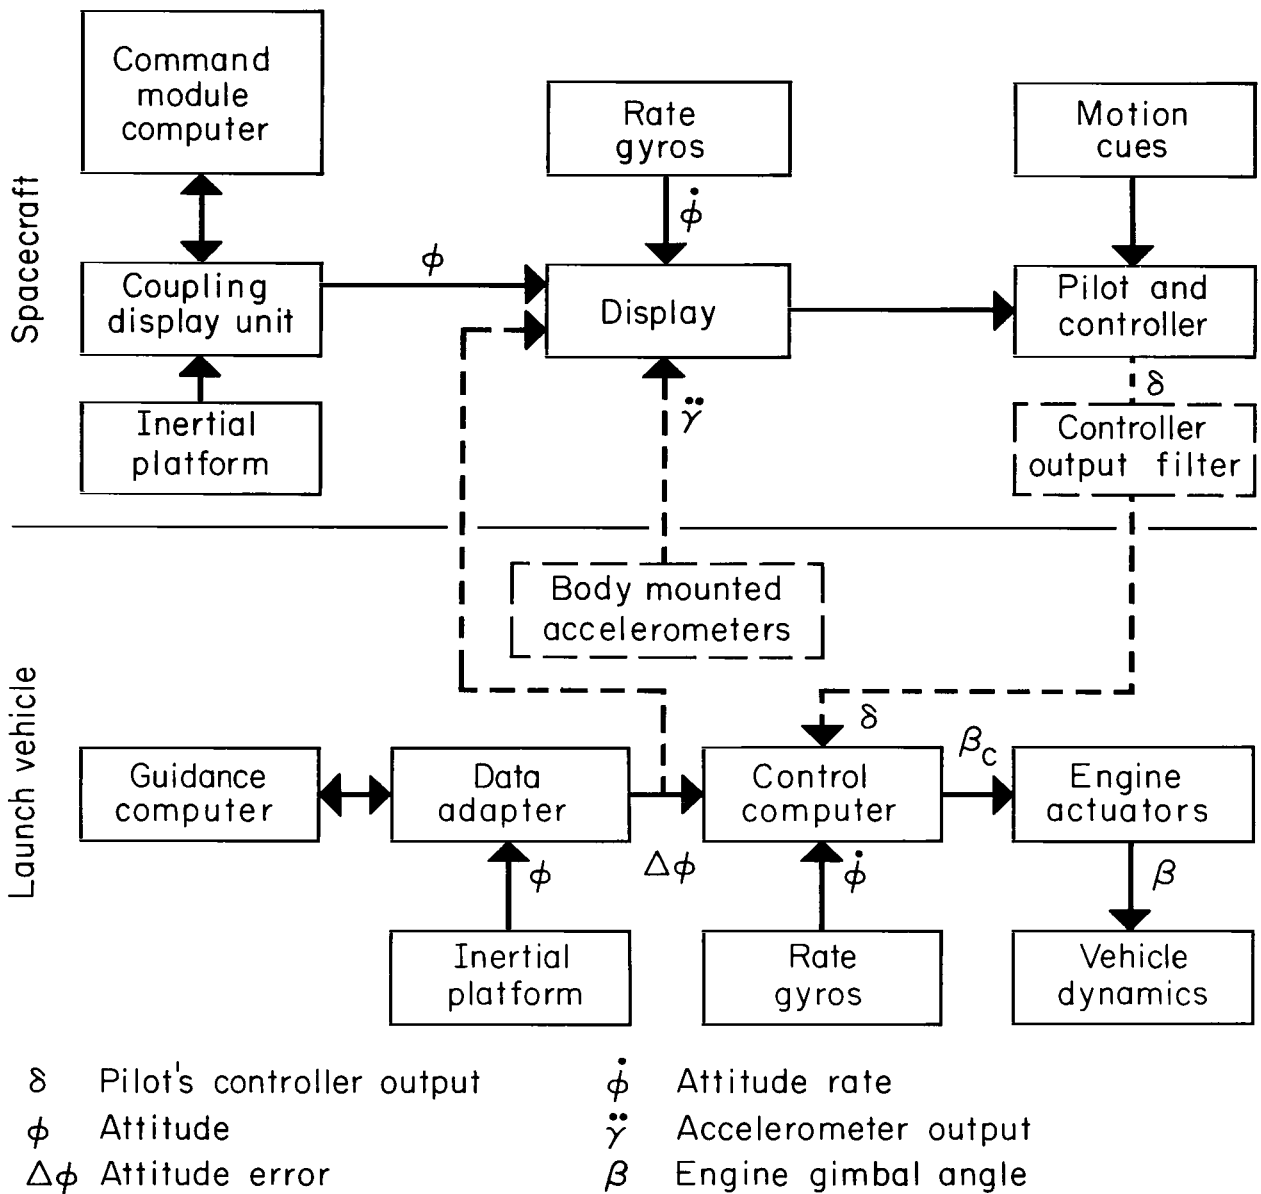 Spacecraft
Command
module
computer
Rate
gyros
Motion
cues
ϕ̇
ϕ
Coupling
display unit
Display
Pilot and
controller
δ
Inertial
platform
γ̈
Controller
output filter
Launch vehicle
Body mounted
accelerometers
δ
β_C
Guidance
computer
Data
adapter
Control
computer
Engine
actuators
ϕ
Δϕ
ϕ̇
β
Inertial
platform
Rate
gyros
Vehicle
dynamics
δ Pilot's controller output
ϕ Attitude
Δϕ Attitude error
ϕ̇ Attitude rate
γ̈ Accelerometer output
β Engine gimbal angle